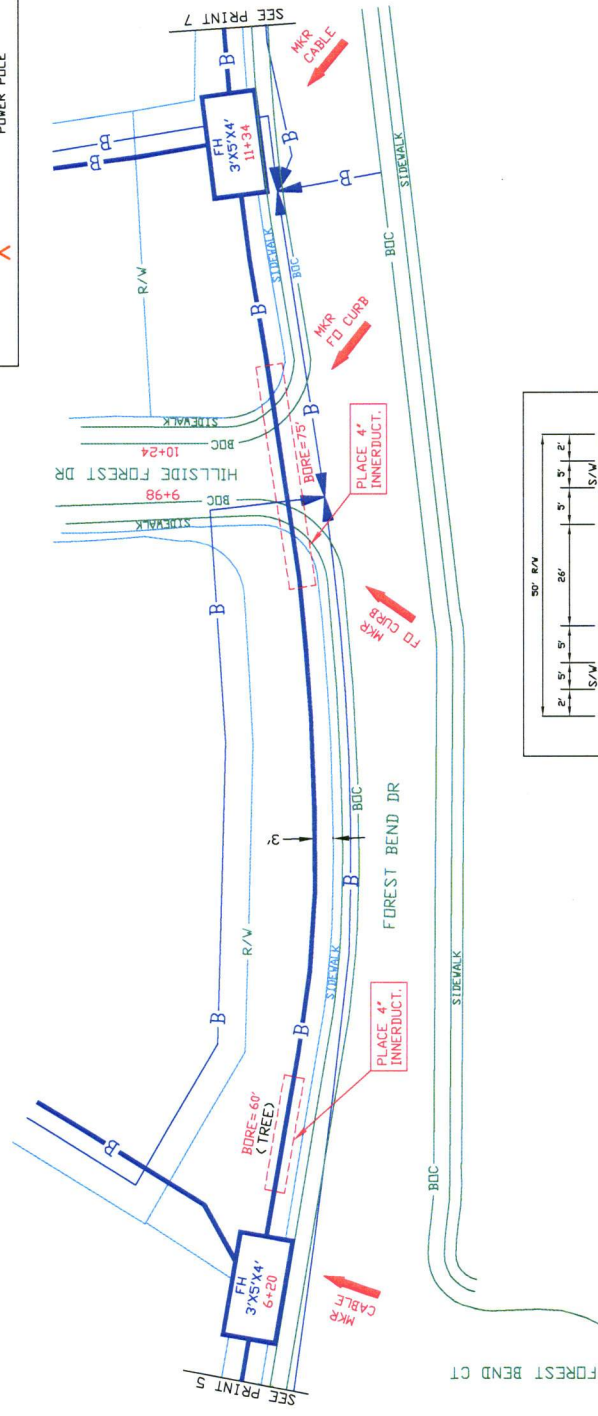 POWER POLE
SEE PRINT 7
B
MKR
CABLE
B
B
FH
3'X5'X4'
11+34
B
B
SIDEWALK
BOC
R/W
B
SIDEWALK
BOC
MKR
FO CURB
SIDEWALK
BOC
10+24
HILLSIDE FOREST DR
9+98
BOC
SIDEWALK
B
BORE=75'
PLACE 4"
INNERDUCT.
B
MKR
FO CURB
50' R/W
2' 5' 5' 26' 5' 5' 2'
S/W S/W
3'
BOC
B
FOREST BEND DR
R/W
SIDEWALK
SIDEWALK
B
B
PLACE 4"
INNERDUCT.
BORE=60'
(TREE)
B
BOC
FH
3'X5'X4'
6+20
MKR
CABLE
B
SEE PRINT 5
FOREST BEND CT